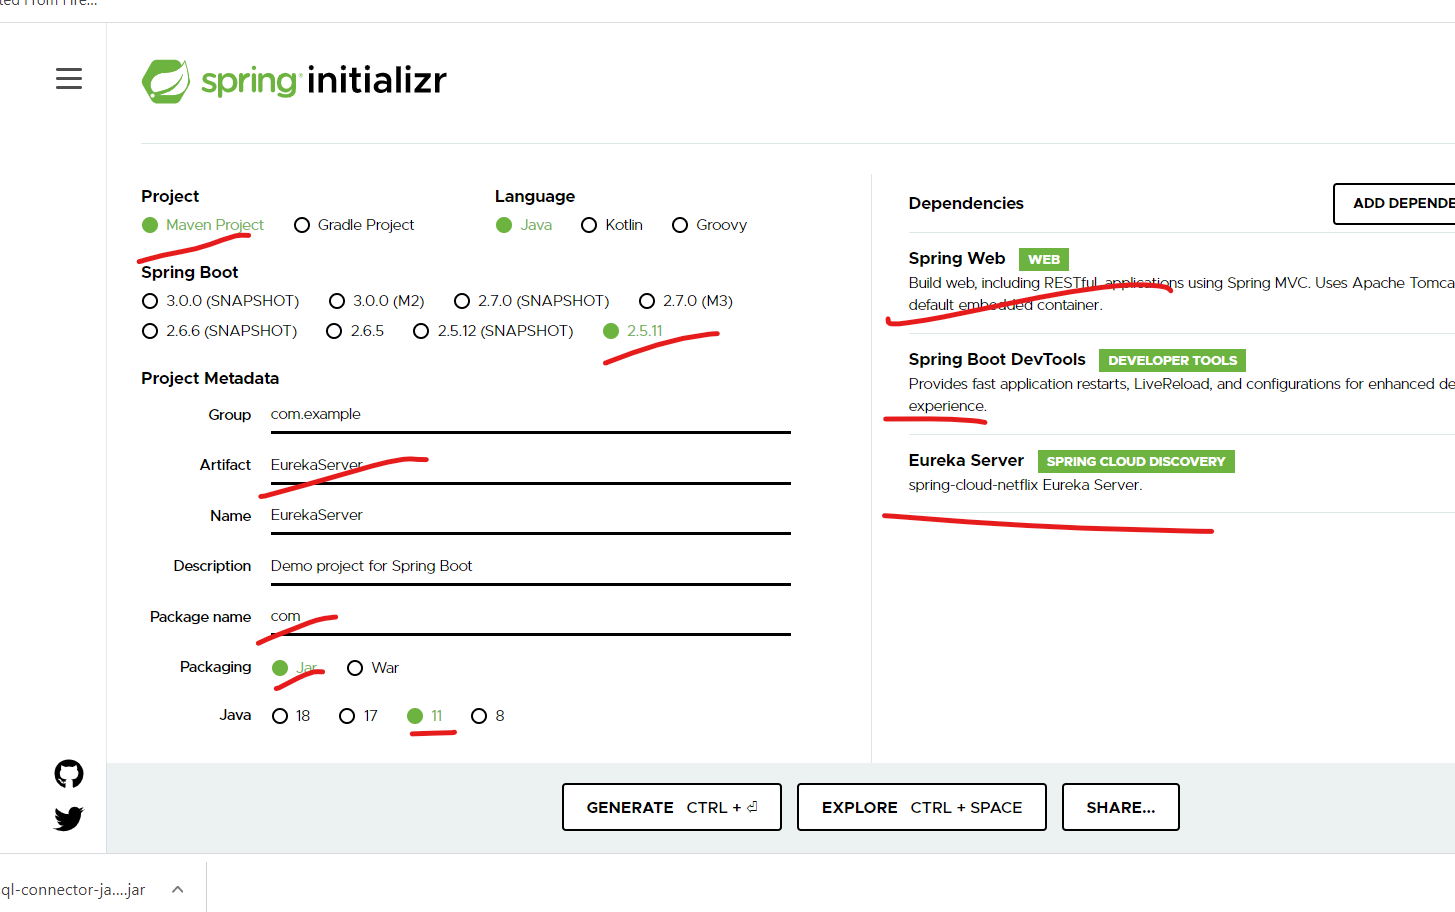 spring initializr
Project
Maven Project
Gradle Project
Language
Java
Kotlin
Groovy
Spring Boot
3.0.0 (SNAPSHOT)
3.0.0 (M2)
2.7.0 (SNAPSHOT)
2.7.0 (M3)
2.6.6 (SNAPSHOT)
2.6.5
2.5.12 (SNAPSHOT)
2.5.11
Project Metadata
Group com.example
Artifact EurekaServer
Name EurekaServer
Description Demo project for Spring Boot
Package name com
Packaging Jar War
Java 18 17 11 8
Dependencies
ADD DEPENDE
Spring Web WEB
Build web, including RESTful, applications using Spring MVC. Uses Apache Tomca
default embedded container.
Spring Boot DevTools DEVELOPER TOOLS
Provides fast application restarts, LiveReload, and configurations for enhanced de
experience.
Eureka Server SPRING CLOUD DISCOVERY
spring-cloud-netflix Eureka Server.
GENERATE CTRL + ⏎
EXPLORE CTRL + SPACE
SHARE...
ql-connector-ja....jar